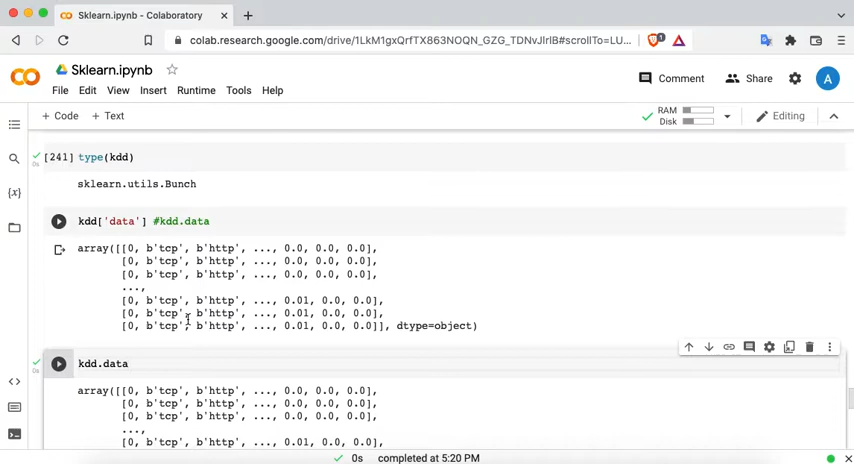 Sklearn.ipynb - Colaboratory
colab.research.google.com/drive/1LkM1gxQrfTX863NOQN_GZG_TDNvJIrlB#scrollTo=LU...
Sklearn.ipynb
Comment Share A
File Edit View Insert Runtime Tools Help
+ Code + Text RAM Disk Editing
[241] type(kdd)
0s
sklearn.utils.Bunch
kdd['data'] #kdd.data
array([[0, b'tcp', b'http', ..., 0.0, 0.0, 0.0],
[0, b'tcp', b'http', ..., 0.0, 0.0, 0.0],
[0, b'tcp', b'http', ..., 0.0, 0.0, 0.0],
...,
[0, b'tcp', b'http', ..., 0.01, 0.0, 0.0],
[0, b'tcp', b'http', ..., 0.01, 0.0, 0.0],
[0, b'tcp', b'http', ..., 0.01, 0.0, 0.0]], dtype=object)
kdd.data
0s
array([[0, b'tcp', b'http', ..., 0.0, 0.0, 0.0],
[0, b'tcp', b'http', ..., 0.0, 0.0, 0.0],
[0, b'tcp', b'http', ..., 0.0, 0.0, 0.0],
...,
[0, b'tcp', b'http', ..., 0.01, 0.0, 0.0],
0s completed at 5:20 PM